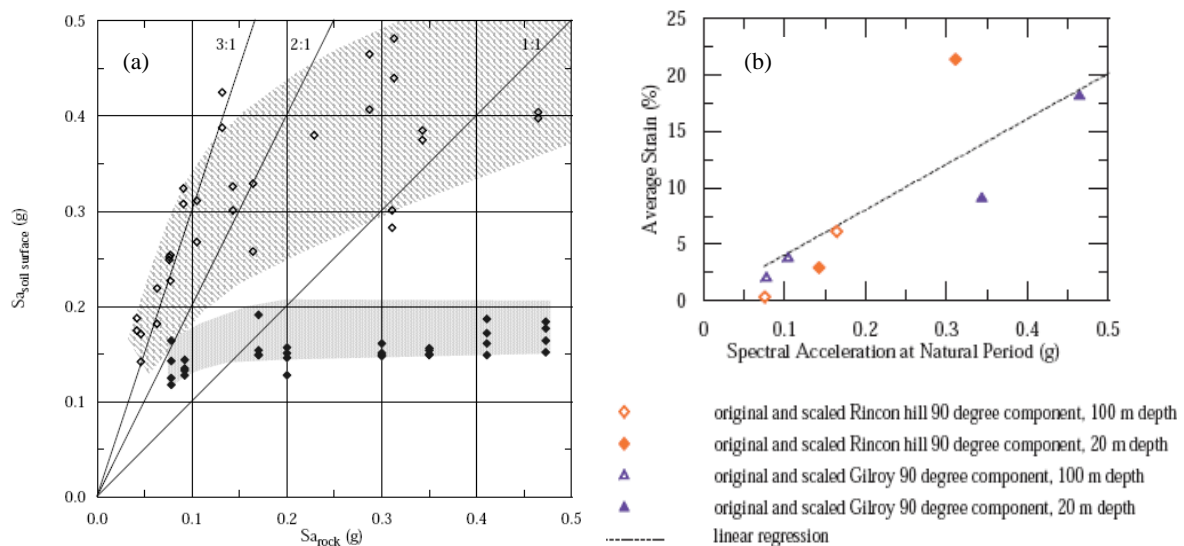 (a)
3:1
2:1
1:1
0.5
0.4
0.3
0.2
0.1
0.0
Sa soil surface (g)
0.0 0.1 0.2 0.3 0.4 0.5
Sa rock (g)
(b)
25
20
15
10
5
0
Average Strain (%)
0 0.1 0.2 0.3 0.4 0.5
Spectral Acceleration at Natural Period (g)
original and scaled Rincon hill 90 degree component, 100 m depth
original and scaled Rincon hill 90 degree component, 20 m depth
original and scaled Gilroy 90 degree component, 100 m depth
original and scaled Gilroy 90 degree component, 20 m depth
linear regression